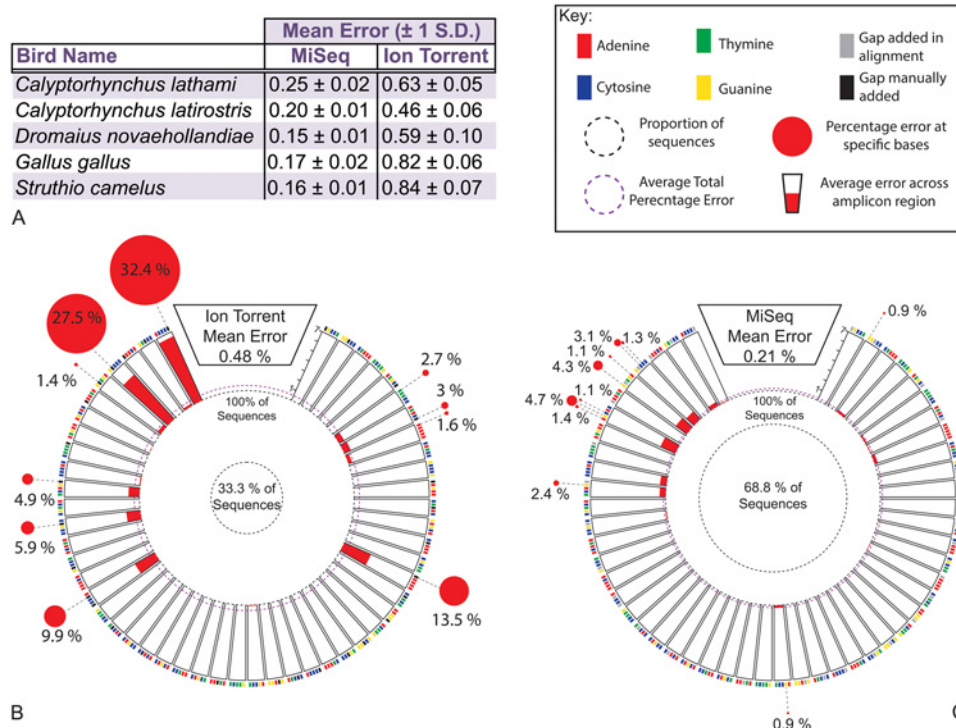 Mean Error (± 1 S.D.)
Bird Name MiSeq Ion Torrent
Calyptorhynchus lathami 0.25 ± 0.02 0.63 ± 0.05
Calyptorhynchus latirostris 0.20 ± 0.01 0.46 ± 0.06
Dromaius novaehollandiae 0.15 ± 0.01 0.59 ± 0.10
Gallus gallus 0.17 ± 0.02 0.82 ± 0.06
Struthio camelus 0.16 ± 0.01 0.84 ± 0.07
A
Key:
Adenine
Thymine
Gap added in
alignment
Cytosine
Guanine
Gap manually
added
Proportion of
sequences
Percentage error at
specific bases
Average Total
Perecntage Error
Average error across
amplicon region
32.4 %
27.5 %
1.4 %
Ion Torrent
Mean Error
0.48 %
7
1
2.7 %
3 %
1.6 %
100% of
Sequences
33.3 % of
Sequences
4.9 %
5.9 %
9.9 %
13.5 %
B
MiSeq
Mean Error
0.21 %
7
1
0.9 %
3.1 %
1.3 %
1.1 %
4.3 %
1.1 %
4.7 %
1.4 %
2.4 %
100% of
Sequences
68.8 % of
Sequences
0.9 %